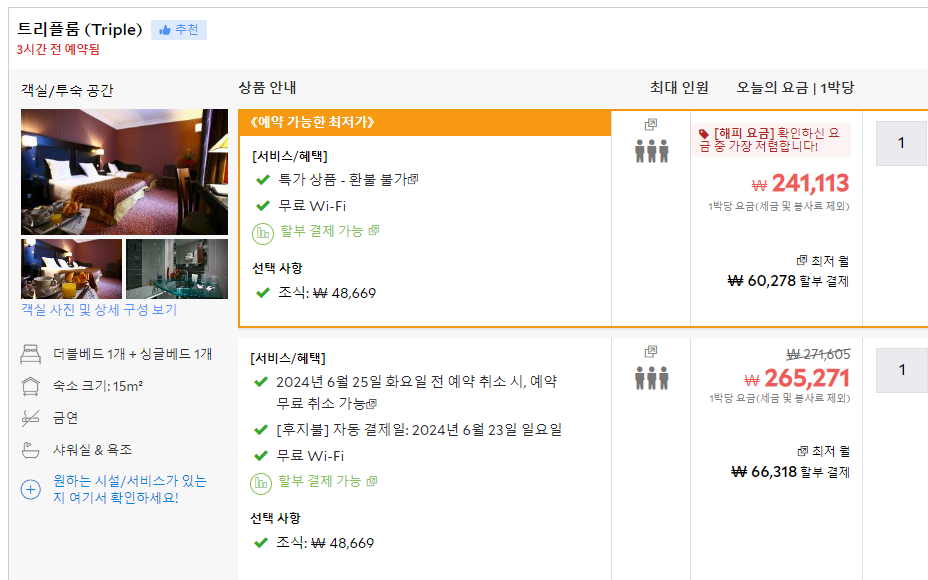 트리플룸 (Triple) 추천
3시간 전 예약됨
객실/투숙 공간
상품 안내
최대 인원
오늘의 요금 | 1박당
객실 사진 및 상세 구성 보기
더블베드 1개 + 싱글베드 1개
숙소 크기: 15m²
금연
샤워실 & 욕조
원하는 시설/서비스가 있는
지 여기서 확인하세요!
《예약 가능한 최저가》
[서비스/혜택]
특가 상품 - 환불 불가
무료 Wi-Fi
할부 결제 가능
선택 사항
조식: ₩ 48,669
[해피 요금] 확인하신 요
금 중 가장 저렴합니다!
₩ 241,113
1박당 요금(세금 및 봉사료 제외)
최저 월
₩ 60,278 할부 결제
1
[서비스/혜택]
2024년 6월 25일 화요일 전 예약 취소 시, 예약
무료 취소 가능
[후지불] 자동 결제일: 2024년 6월 23일 일요일
무료 Wi-Fi
할부 결제 가능
선택 사항
조식: ₩ 48,669
₩ 271,605
₩ 265,271
1박당 요금(세금 및 봉사료 제외)
최저 월
₩ 66,318 할부 결제
1